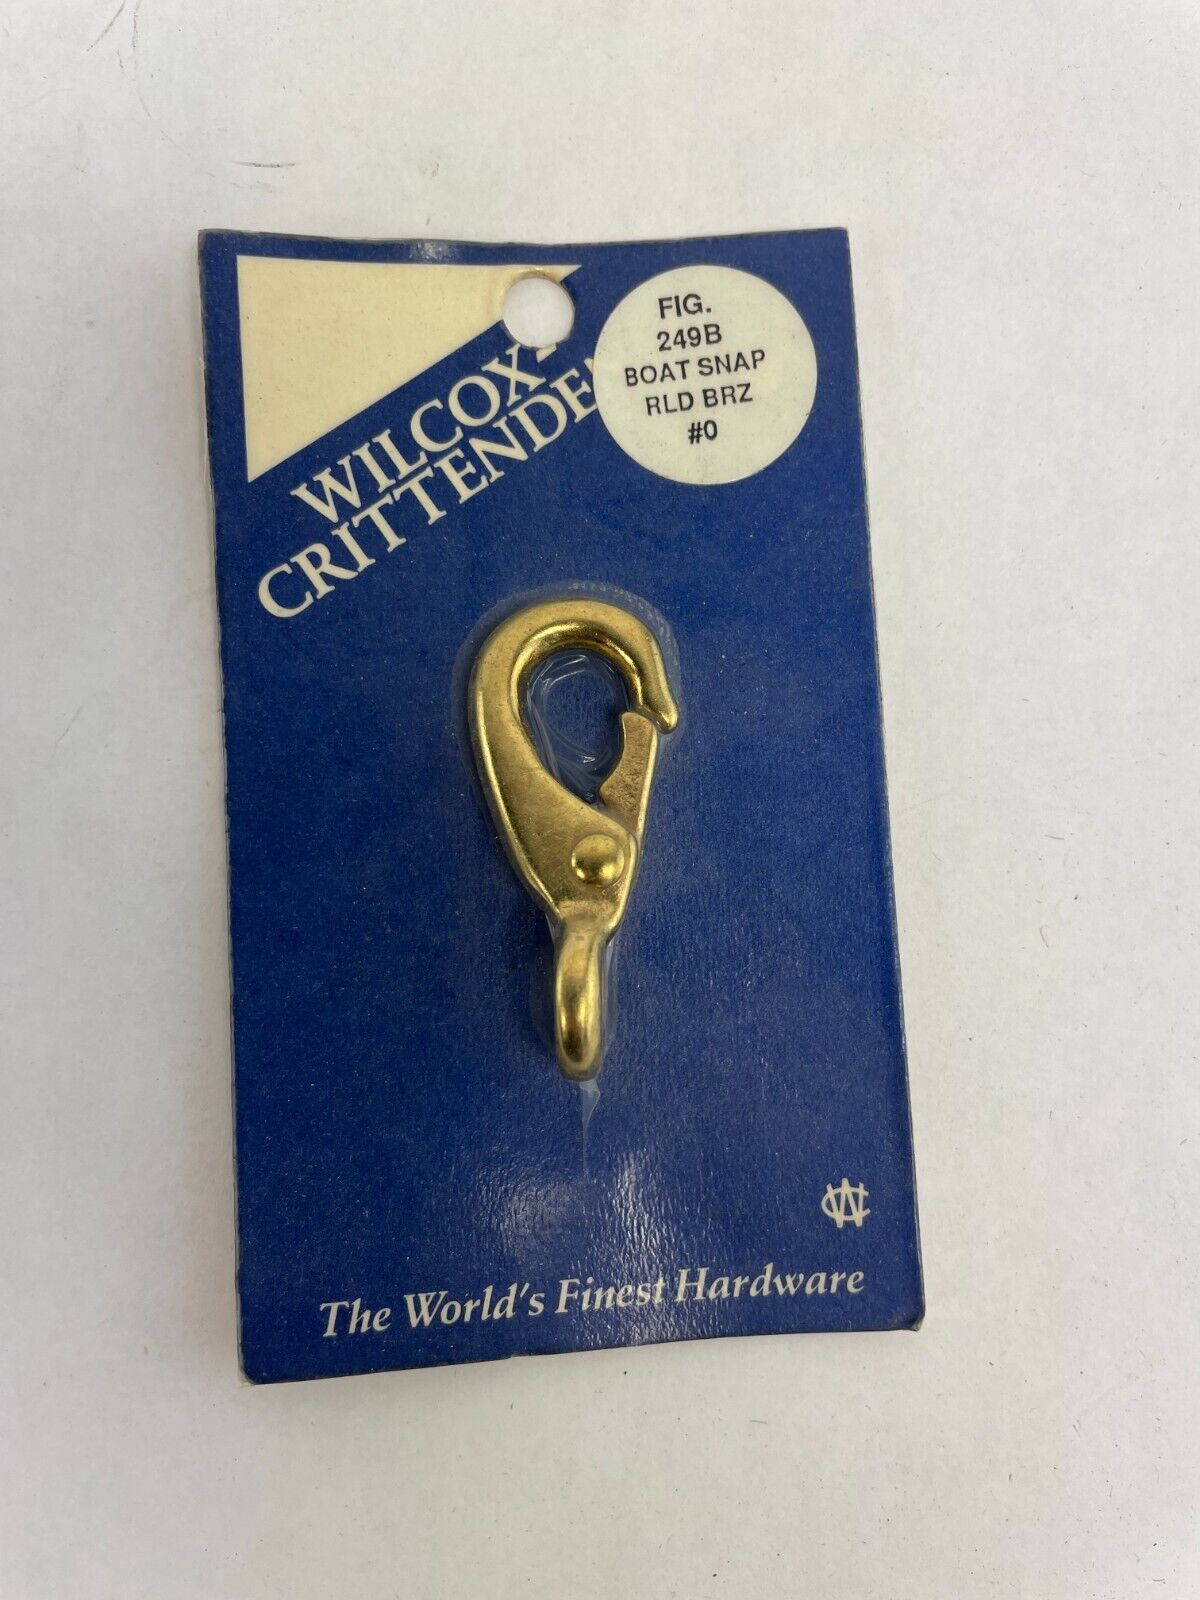 WILCOX-
CRITTENDE
FIG.
249B
BOAT SNAP
RLD BRZ
#0
The World's Finest Hardware